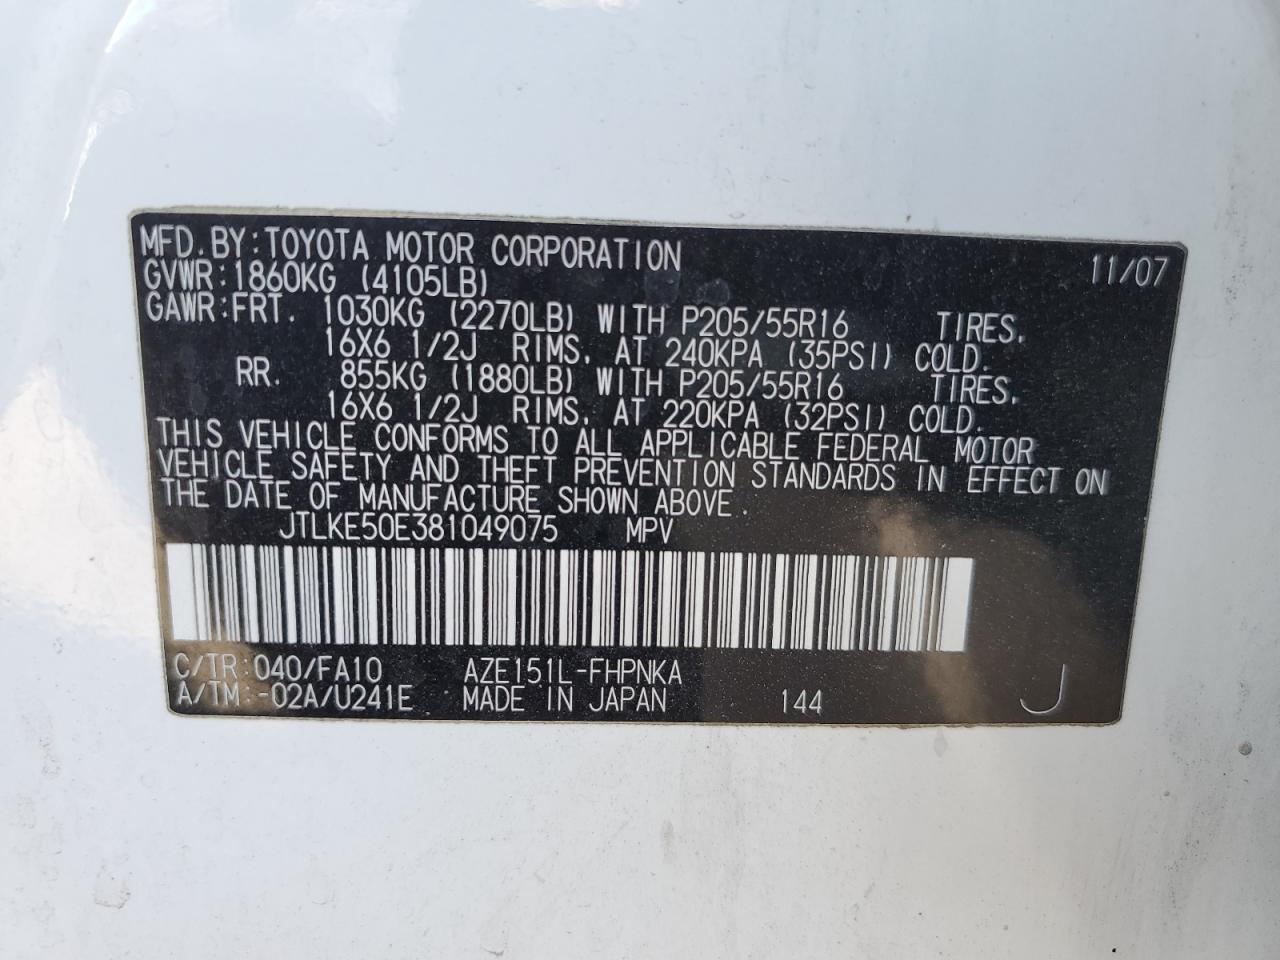 MFD.BY:TOYOTA MOTOR CORPORATION 11/07
GVWR:1860KG (4105LB)
GAWR:FRT. 1030KG (2270LB) WITH P205/55R16 TIRES,
16X6 1/2J RIMS, AT 240KPA (35PSI) COLD.
RR. 855KG (1880LB) WITH P205/55R16 TIRES,
16X6 1/2J RIMS, AT 220KPA (32PSI) COLD.
THIS VEHICLE CONFORMS TO ALL APPLICABLE FEDERAL MOTOR
VEHICLE SAFETY AND THEFT PREVENTION STANDARDS IN EFFECT ON
THE DATE OF MANUFACTURE SHOWN ABOVE.
JTLKE50E381049075 MPV
C/TR:040/FA10 AZE151L-FHPNKA
A/TM:-02A/U241E MADE IN JAPAN 144 J